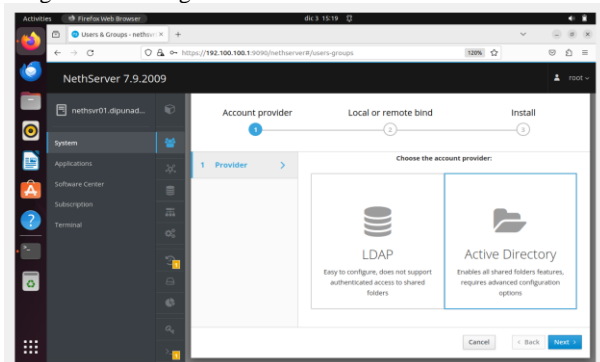 Activities
Firefox Web Browser
dic 3 15:19
Users & Groups - nethsv
https://192.100.100.1:9090/nethserver#/users-groups
120%
NethServer 7.9.2009
root
nethsvr01.dipunad...
System
Applications
Software Center
Subscription
Terminal
Account provider
Local or remote bind
Install
1
2
3
1 Provider
Choose the account provider:
LDAP
Easy to configure, does not support
authenticated access to shared
folders
Active Directory
Enables all shared folders features,
requires advanced configuration
options
Cancel
< Back
Next >